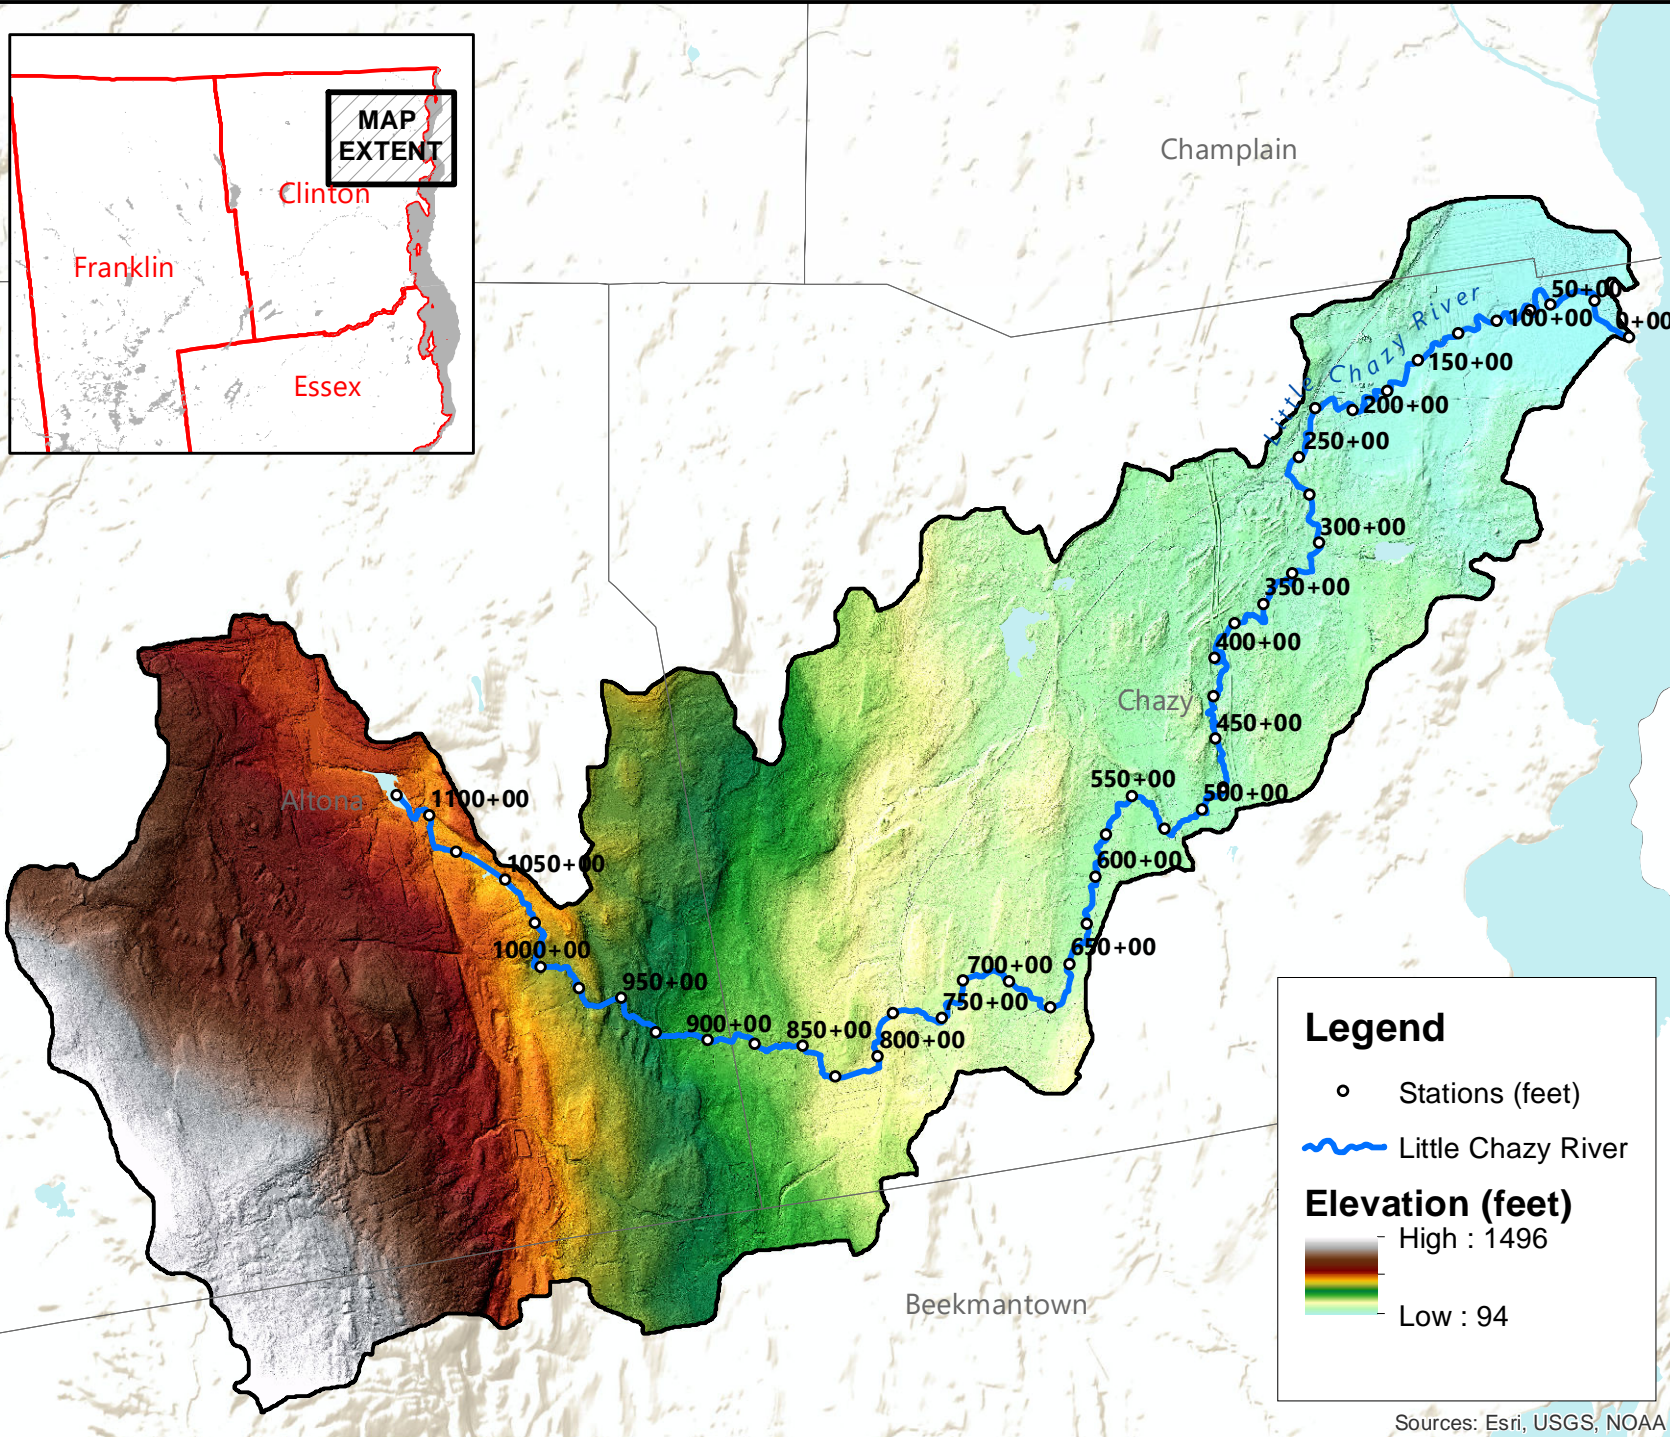 MAP
EXTENT
Clinton
Franklin
Essex
Champlain
Little Chazy River
50+00
0+00
100+00
150+00
200+00
250+00
300+00
350+00
400+00
Chazy
450+00
550+00
500+00
Altona
1100+00
600+00
1050+00
650+00
1000+00
700+00
950+00
750+00
900+00
850+00
800+00
Beekmantown
Legend
Stations (feet)
Little Chazy River
Elevation (feet)
High : 1496
Low : 94
Sources: Esri, USGS, NOAA